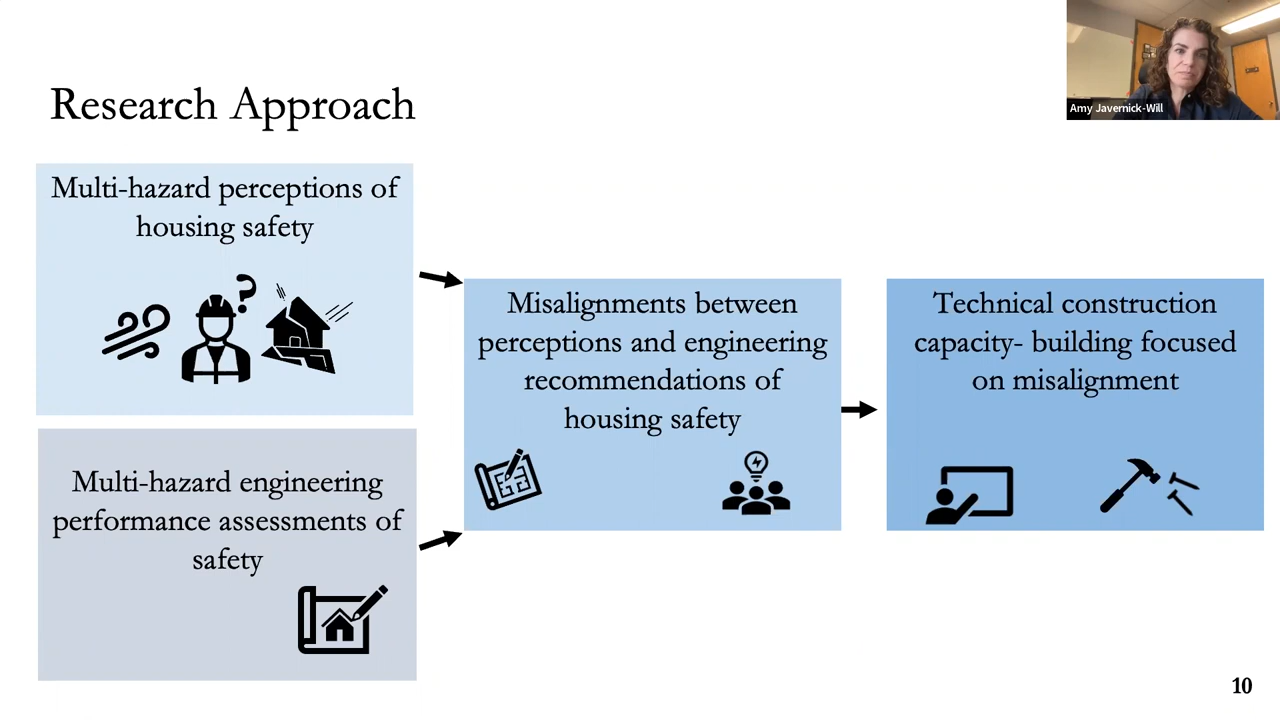 Amy Javernick-Will
Research Approach
Multi-hazard perceptions of
housing safety
?
Multi-hazard engineering
performance assessments of
safety
Misalignments between
perceptions and engineering
recommendations of
housing safety
Technical construction
capacity- building focused
on misalignment
10